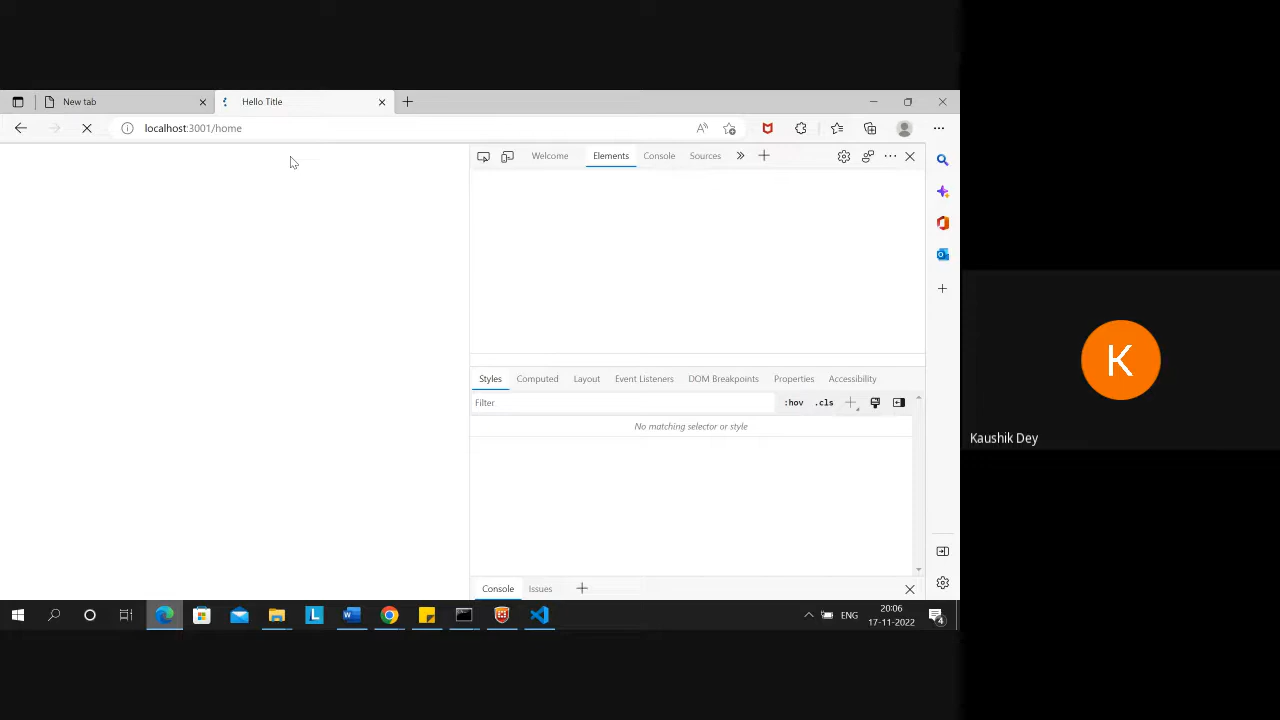 New tab
Hello Title
localhost:3001/home
Welcome
Elements
Console
Sources
Styles
Computed
Layout
Event Listeners
DOM Breakpoints
Properties
Accessibility
Filter
:hov
.cls
No matching selector or style
Console
Issues
K
Kaushik Dey
L
W
ENG
20:06
17-11-2022
4